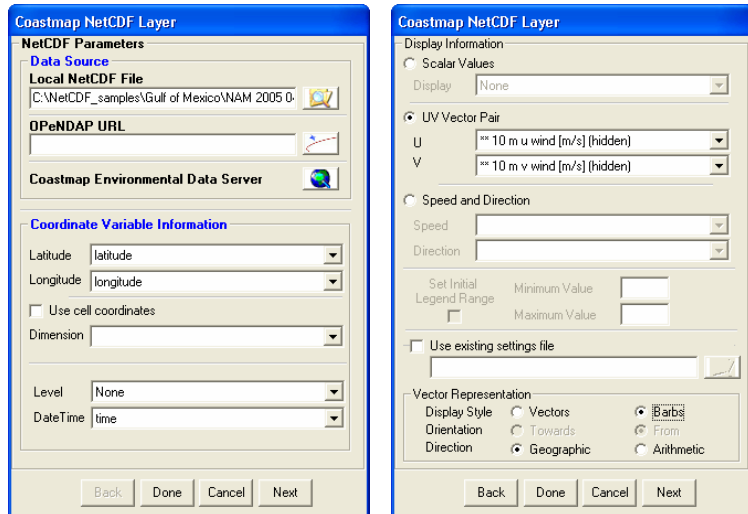 Coastmap NetCDF Layer
NetCDF Parameters
Data Source
Local NetCDF File
C:\NetCDF_samples\Gulf of Mexico\NAM 2005 0
OPeNDAP URL
Coastmap Environmental Data Server
Coordinate Variable Information
Latitude latitude
Longitude longitude
Use cell coordinates
Dimension
Level None
DateTime time
Back Done Cancel Next
Coastmap NetCDF Layer
Display Information
Scalar Values
Display None
UV Vector Pair
U ** 10 m u wind [m/s] (hidden)
V ** 10 m v wind [m/s] (hidden)
Speed and Direction
Speed
Direction
Set Initial
Legend Range
Minimum Value
Maximum Value
Use existing settings file
Vector Representation
Display Style Vectors Barbs
Orientation Towards From
Direction Geographic Arithmetic
Back Done Cancel Next